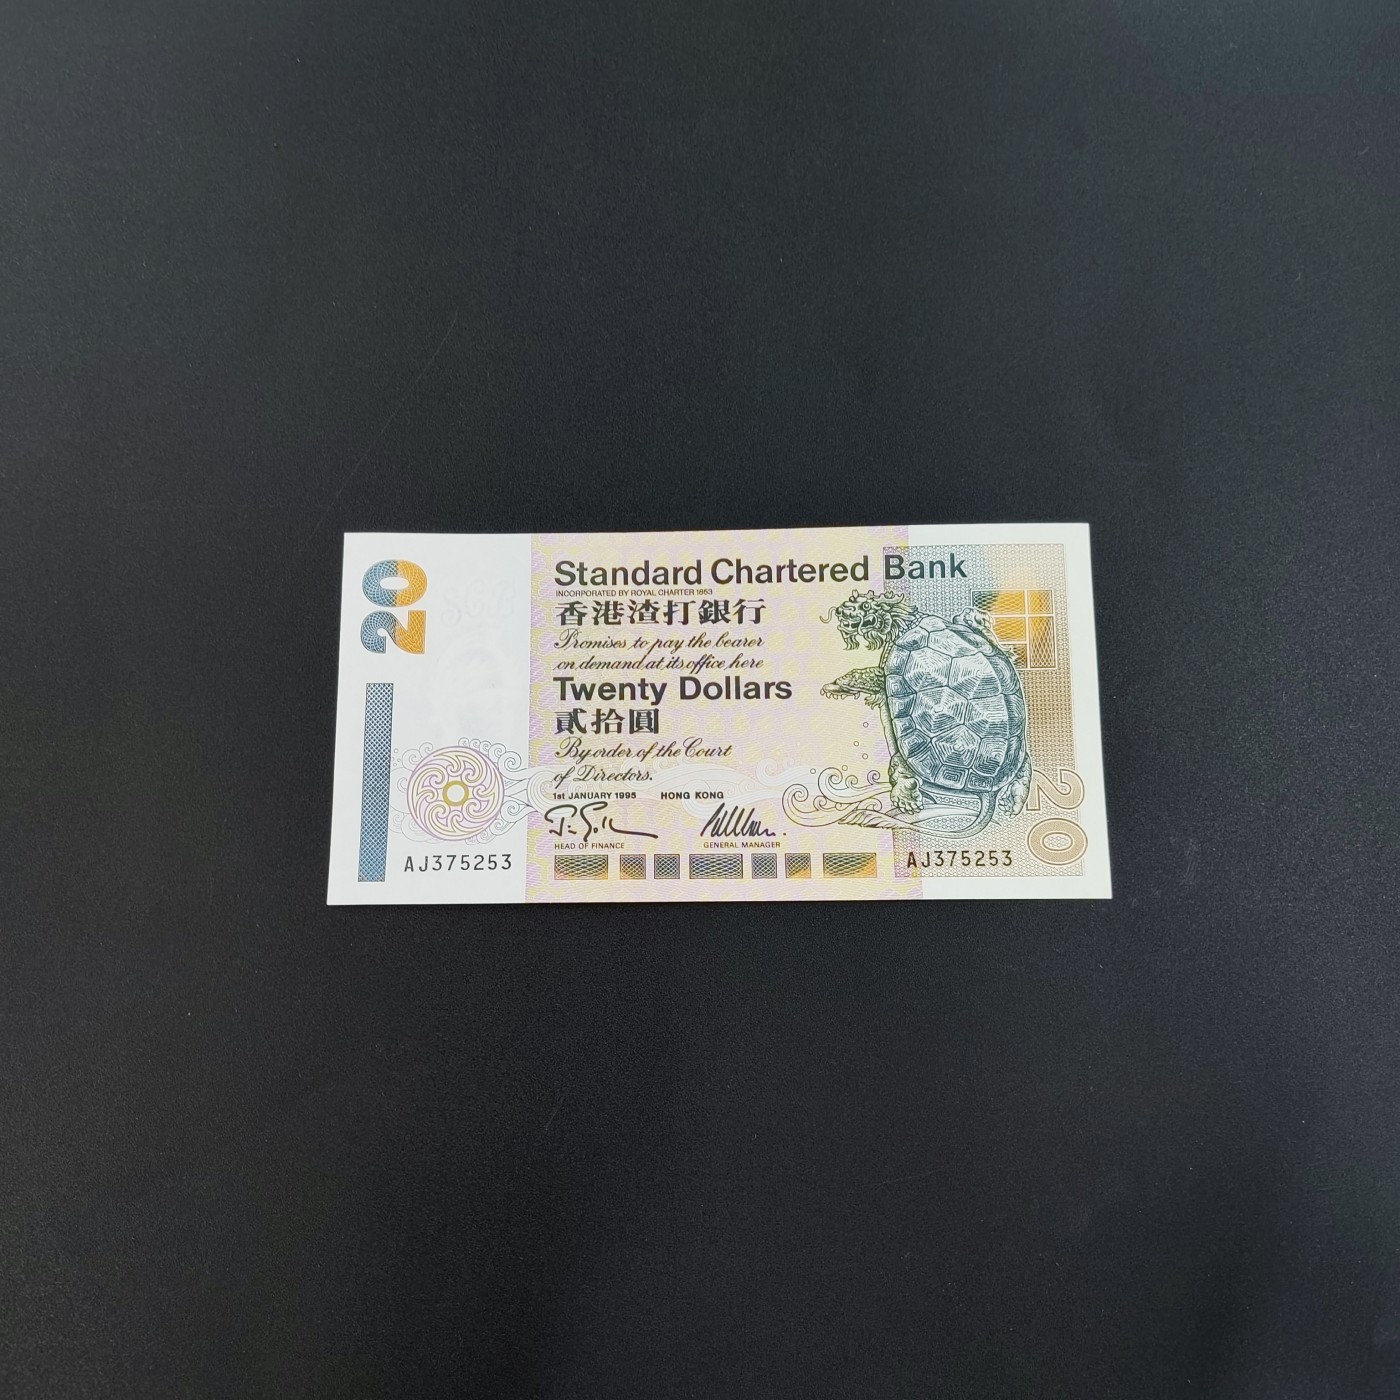 20
Standard Chartered Bank
INCORPORATED BY ROYAL CHARTER 1853
香港渣打銀行
Promises to pay the bearer
on demand at its office here
Twenty Dollars
貳拾圓
By order of the Court
of Directors.
1st JANUARY 1995 HONG KONG
HEAD OF FINANCE GENERAL MANAGER
AJ375253 AJ375253
20